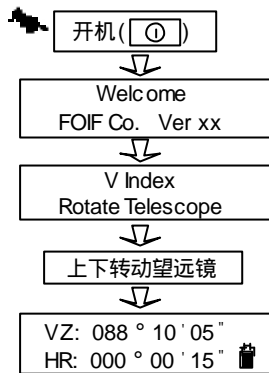 开机( )
Welcome
FOIF Co. Ver xx
V Index
Rotate Telescope
上下转动望远镜
VZ: 088 ° 10 ' 05 "
HR: 000 ° 00 ' 15 "